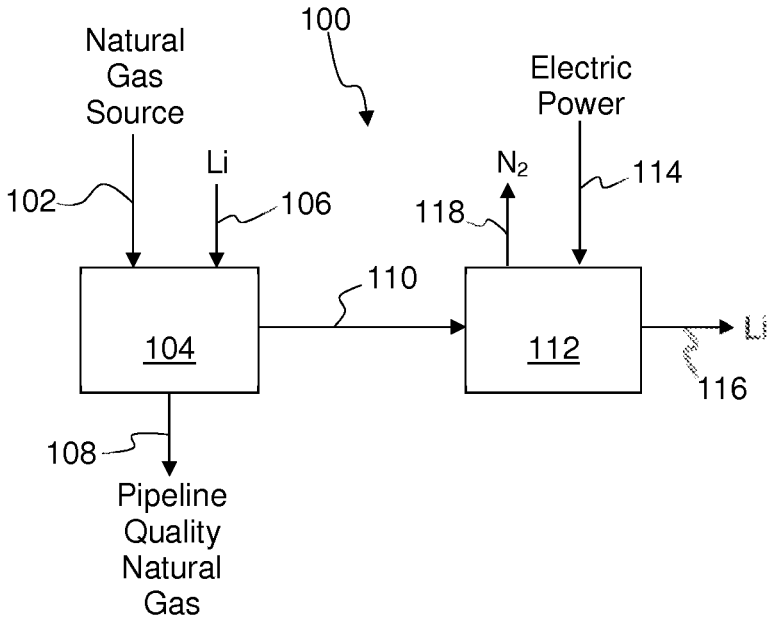 100
Natural
Gas
Source
Electric
Power
Li
N₂
102
106
118
114
110
104
112
Li
116
108
Pipeline
Quality
Natural
Gas